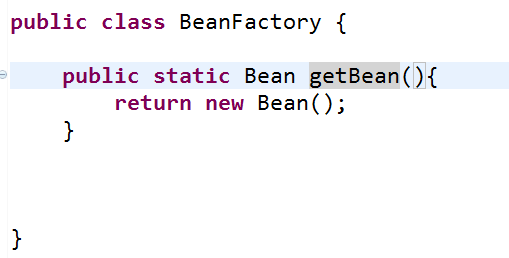 public class BeanFactory {
public static Bean getBean(){
return new Bean();
}
}